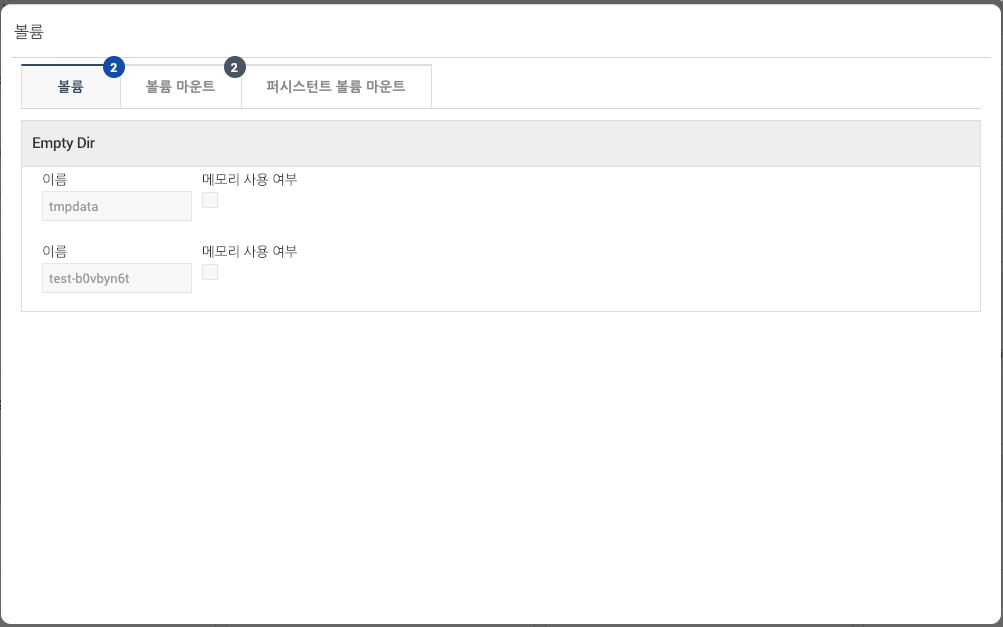 볼륨
볼륨 2 볼륨 마운트 2 퍼시스턴트 볼륨 마운트
Empty Dir
이름 메모리 사용 여부
tmpdata
이름 메모리 사용 여부
test-b0vbyn6t